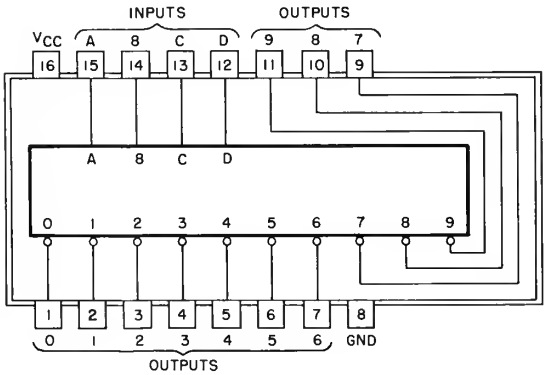 INPUTS OUTPUTS
VCC A 8 C D 9 8 7
16 15 14 13 12 11 10 9
A 8 C D
0 1 2 3 4 5 6 7 8 9
1 2 3 4 5 6 7 8
0 1 2 3 4 5 6 GND
OUTPUTS